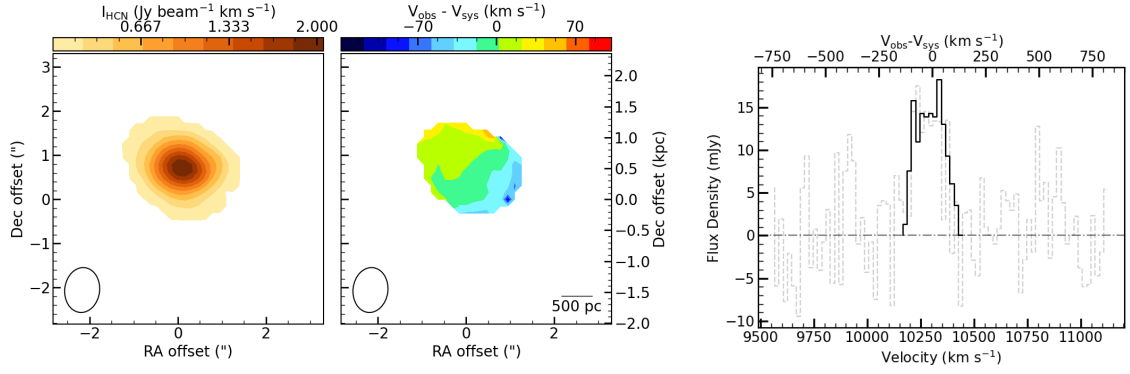 I_HCN (Jy beam⁻¹ km s⁻¹)
0.667 1.333 2.000
V_obs - V_sys (km s⁻¹)
−70 0 70
3
2
1
0
−1
−2
Dec offset (")
−2 0 2
RA offset (")
2.0
1.5
1.0
0.5
0.0
−0.5
−1.0
−1.5
−2.0
Dec offset (kpc)
500 pc
−2 0 2
RA offset (")
V_obs-V_sys (km s⁻¹)
−750 −500 −250 0 250 500 750
15
10
5
0
−5
−10
Flux Density (mJy)
9500 9750 10000 10250 10500 10750 11000
Velocity (km s⁻¹)